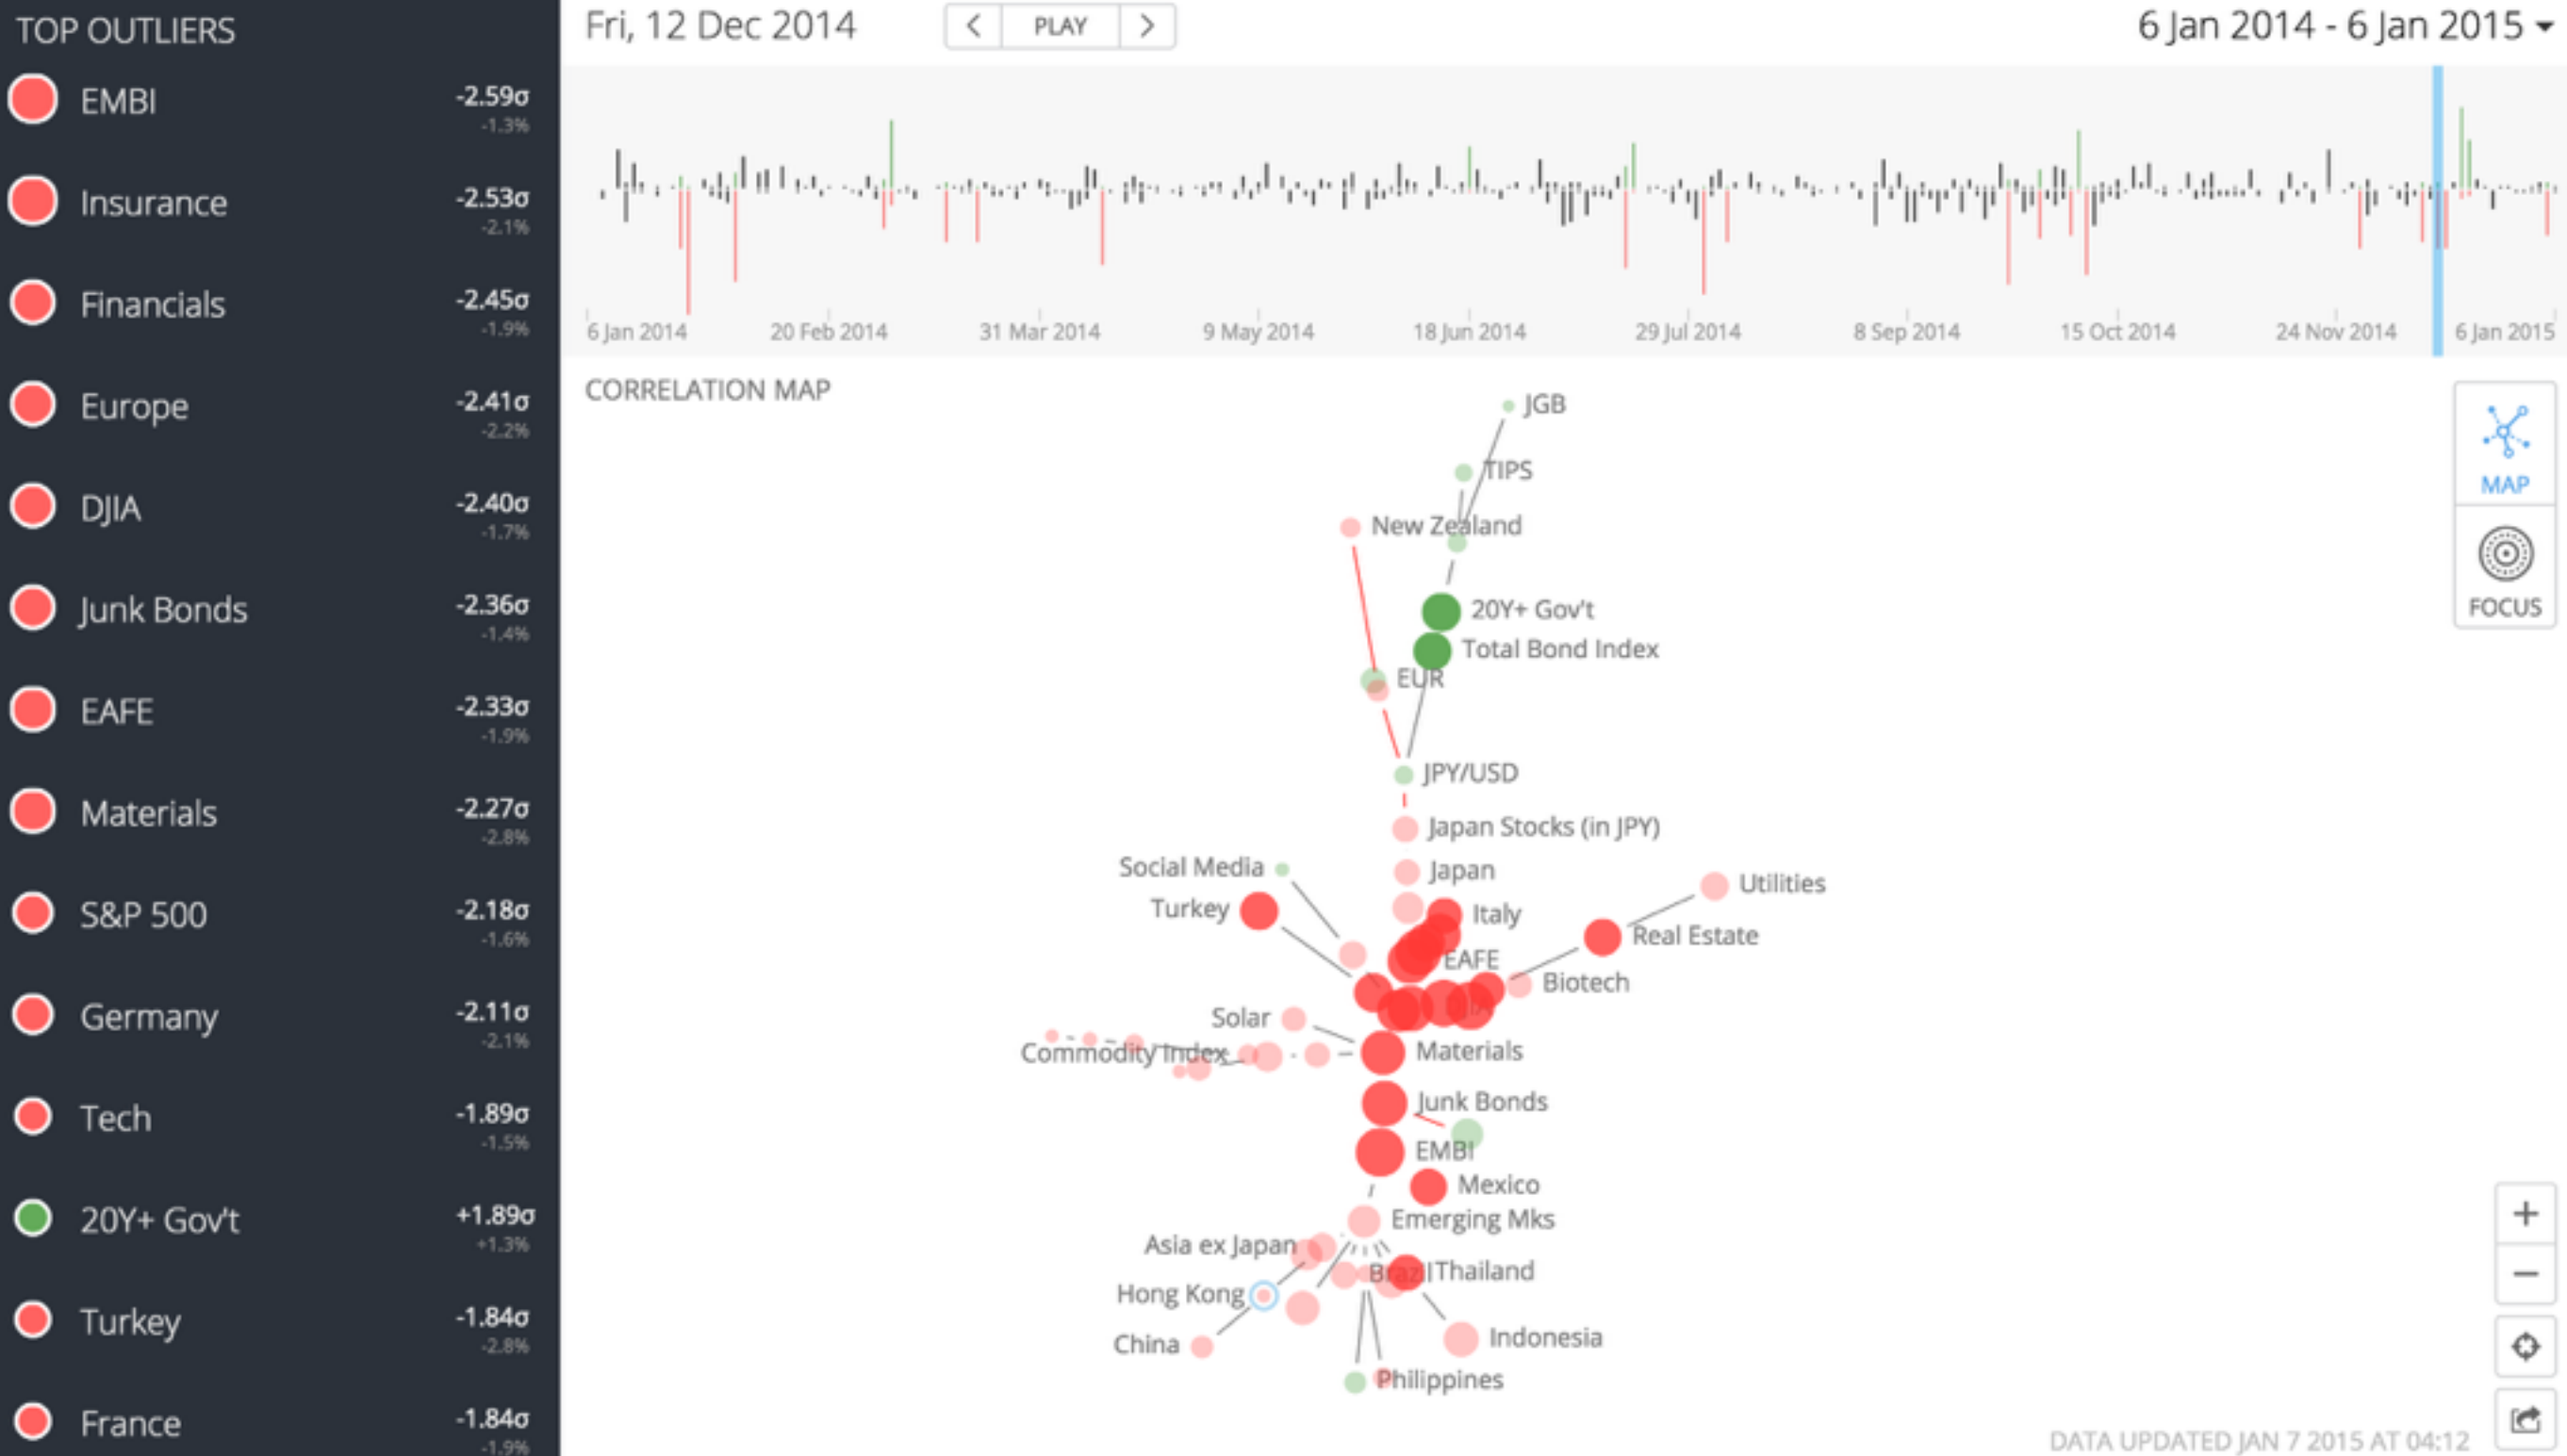 TOP OUTLIERS
EMBI -2.59σ
-1.3%
Insurance -2.53σ
-2.1%
Financials -2.45σ
-1.9%
Europe -2.41σ
-2.2%
DJIA -2.40σ
-1.7%
Junk Bonds -2.36σ
-1.4%
EAFE -2.33σ
-1.9%
Materials -2.27σ
-2.8%
S&P 500 -2.18σ
-1.6%
Germany -2.11σ
-2.1%
Tech -1.89σ
-1.5%
20Y+ Gov't +1.89σ
+1.3%
Turkey -1.84σ
-2.8%
France -1.84σ
-1.9%
Fri, 12 Dec 2014
PLAY
6 Jan 2014 - 6 Jan 2015
6 Jan 2014 20 Feb 2014 31 Mar 2014 9 May 2014 18 Jun 2014 29 Jul 2014 8 Sep 2014 15 Oct 2014 24 Nov 2014 6 Jan 2015
CORRELATION MAP
JGB
TIPS
New Zealand
20Y+ Gov't
Total Bond Index
EUR
JPY/USD
Japan Stocks (in JPY)
Social Media
Japan
Utilities
Turkey
Italy
Real Estate
EAFE
Biotech
Solar
Commodity Index
Materials
Junk Bonds
EMBI
Mexico
Emerging Mks
Asia ex Japan
Brazil
Thailand
Hong Kong
China
Indonesia
Philippines
MAP
FOCUS
DATA UPDATED JAN 7 2015 AT 04:12